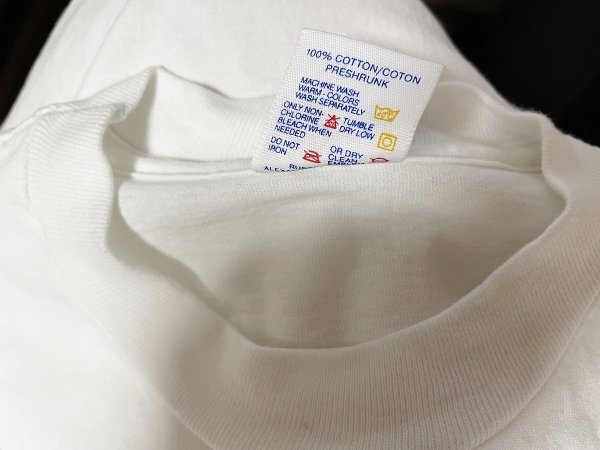 100% COTTON/COTON
PRESHRUNK
MACHINE WASH
WARM - COLORS
WASH SEPARATELY
ONLY NON- TUMBLE
CHLORINE DRY LOW
BLEACH WHEN
NEEDED
DO NOT OR DRY
IRON CLEAN